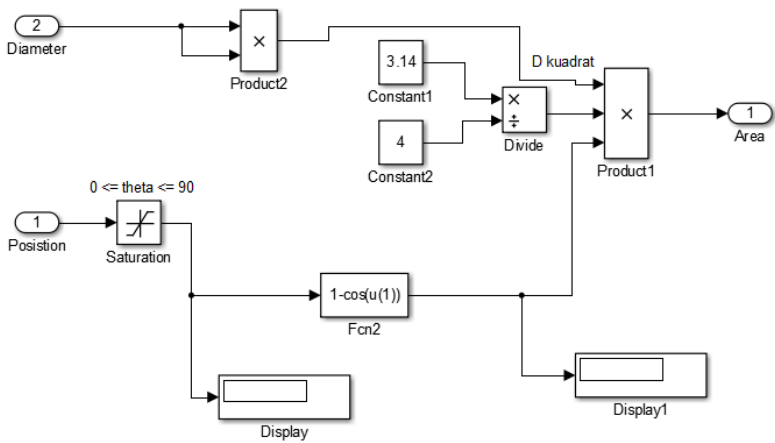 2
Diameter
×
Product2
3.14
Constant1
4
Constant2
×
÷
Divide
D kuadrat
×
Product1
1
Area
0 <= theta <= 90
1
Posistion
Saturation
1-cos(u(1))
Fcn2
Display
Display1